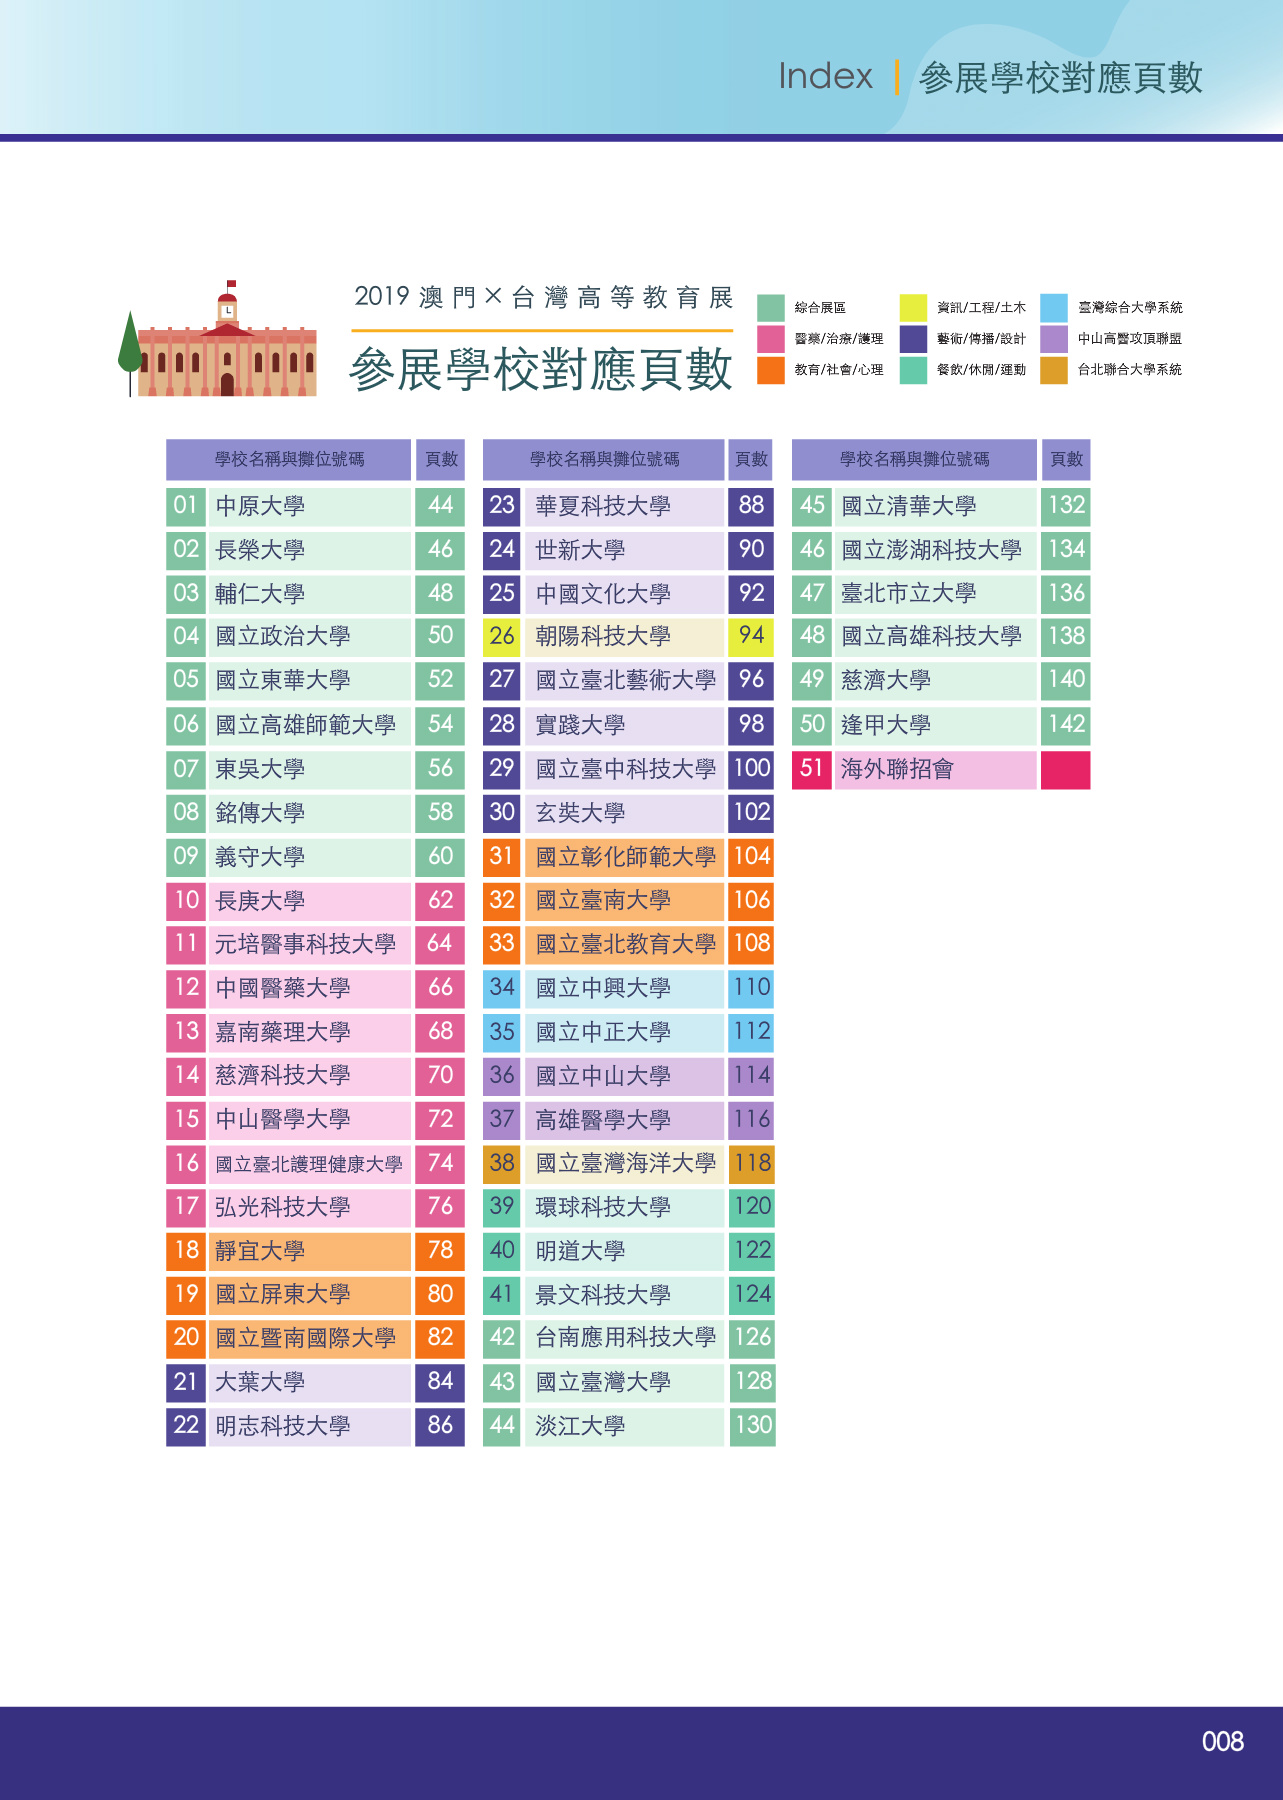 Index | 參展學校對應頁數
2019 澳門×台灣高等教育展
參展學校對應頁數
綜合展區
醫藥/治療/護理
教育/社會/心理
資訊/工程/土木
藝術/傳播/設計
餐飲/休閒/運動
臺灣綜合大學系統
中山高醫攻頂聯盟
台北聯合大學系統
學校名稱與攤位號碼 頁數
01 中原大學 44
02 長榮大學 46
03 輔仁大學 48
04 國立政治大學 50
05 國立東華大學 52
06 國立高雄師範大學 54
07 東吳大學 56
08 銘傳大學 58
09 義守大學 60
10 長庚大學 62
11 元培醫事科技大學 64
12 中國醫藥大學 66
13 嘉南藥理大學 68
14 慈濟科技大學 70
15 中山醫學大學 72
16 國立臺北護理健康大學 74
17 弘光科技大學 76
18 靜宜大學 78
19 國立屏東大學 80
20 國立暨南國際大學 82
21 大葉大學 84
22 明志科技大學 86
學校名稱與攤位號碼 頁數
23 華夏科技大學 88
24 世新大學 90
25 中國文化大學 92
26 朝陽科技大學 94
27 國立臺北藝術大學 96
28 實踐大學 98
29 國立臺中科技大學 100
30 玄奘大學 102
31 國立彰化師範大學 104
32 國立臺南大學 106
33 國立臺北教育大學 108
34 國立中興大學 110
35 國立中正大學 112
36 國立中山大學 114
37 高雄醫學大學 116
38 國立臺灣海洋大學 118
39 環球科技大學 120
40 明道大學 122
41 景文科技大學 124
42 台南應用科技大學 126
43 國立臺灣大學 128
44 淡江大學 130
學校名稱與攤位號碼 頁數
45 國立清華大學 132
46 國立澎湖科技大學 134
47 臺北市立大學 136
48 國立高雄科技大學 138
49 慈濟大學 140
50 逢甲大學 142
51 海外聯招會
008